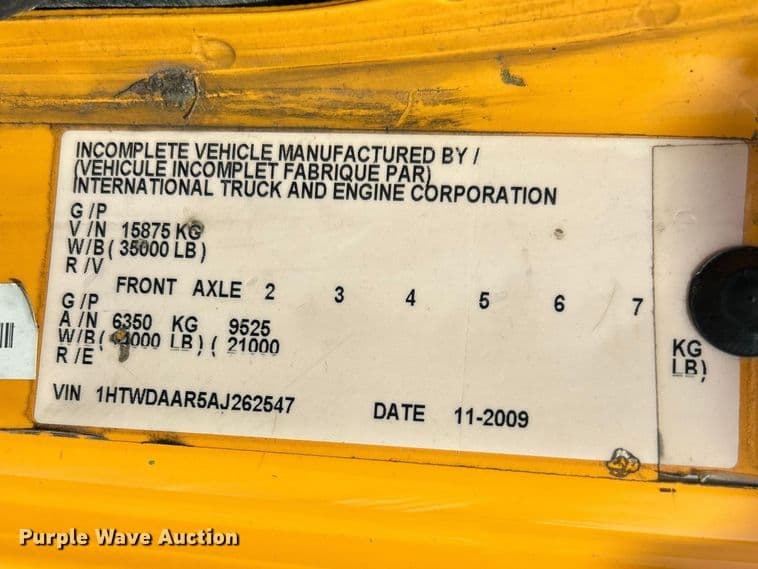 INCOMPLETE VEHICLE MANUFACTURED BY /
(VEHICULE INCOMPLET FABRIQUE PAR)
INTERNATIONAL TRUCK AND ENGINE CORPORATION
G /P
V / N 15875 KG
W/B ( 35000 LB )
R /V
FRONT AXLE 2 3 4 5 6 7
G /P
A / N 6350 KG 9525 KG
W/B( 000 LB ) ( 21000 LB)
R /E
VIN 1HTWDAAR5AJ262547 DATE 11-2009
Purple Wave Auction